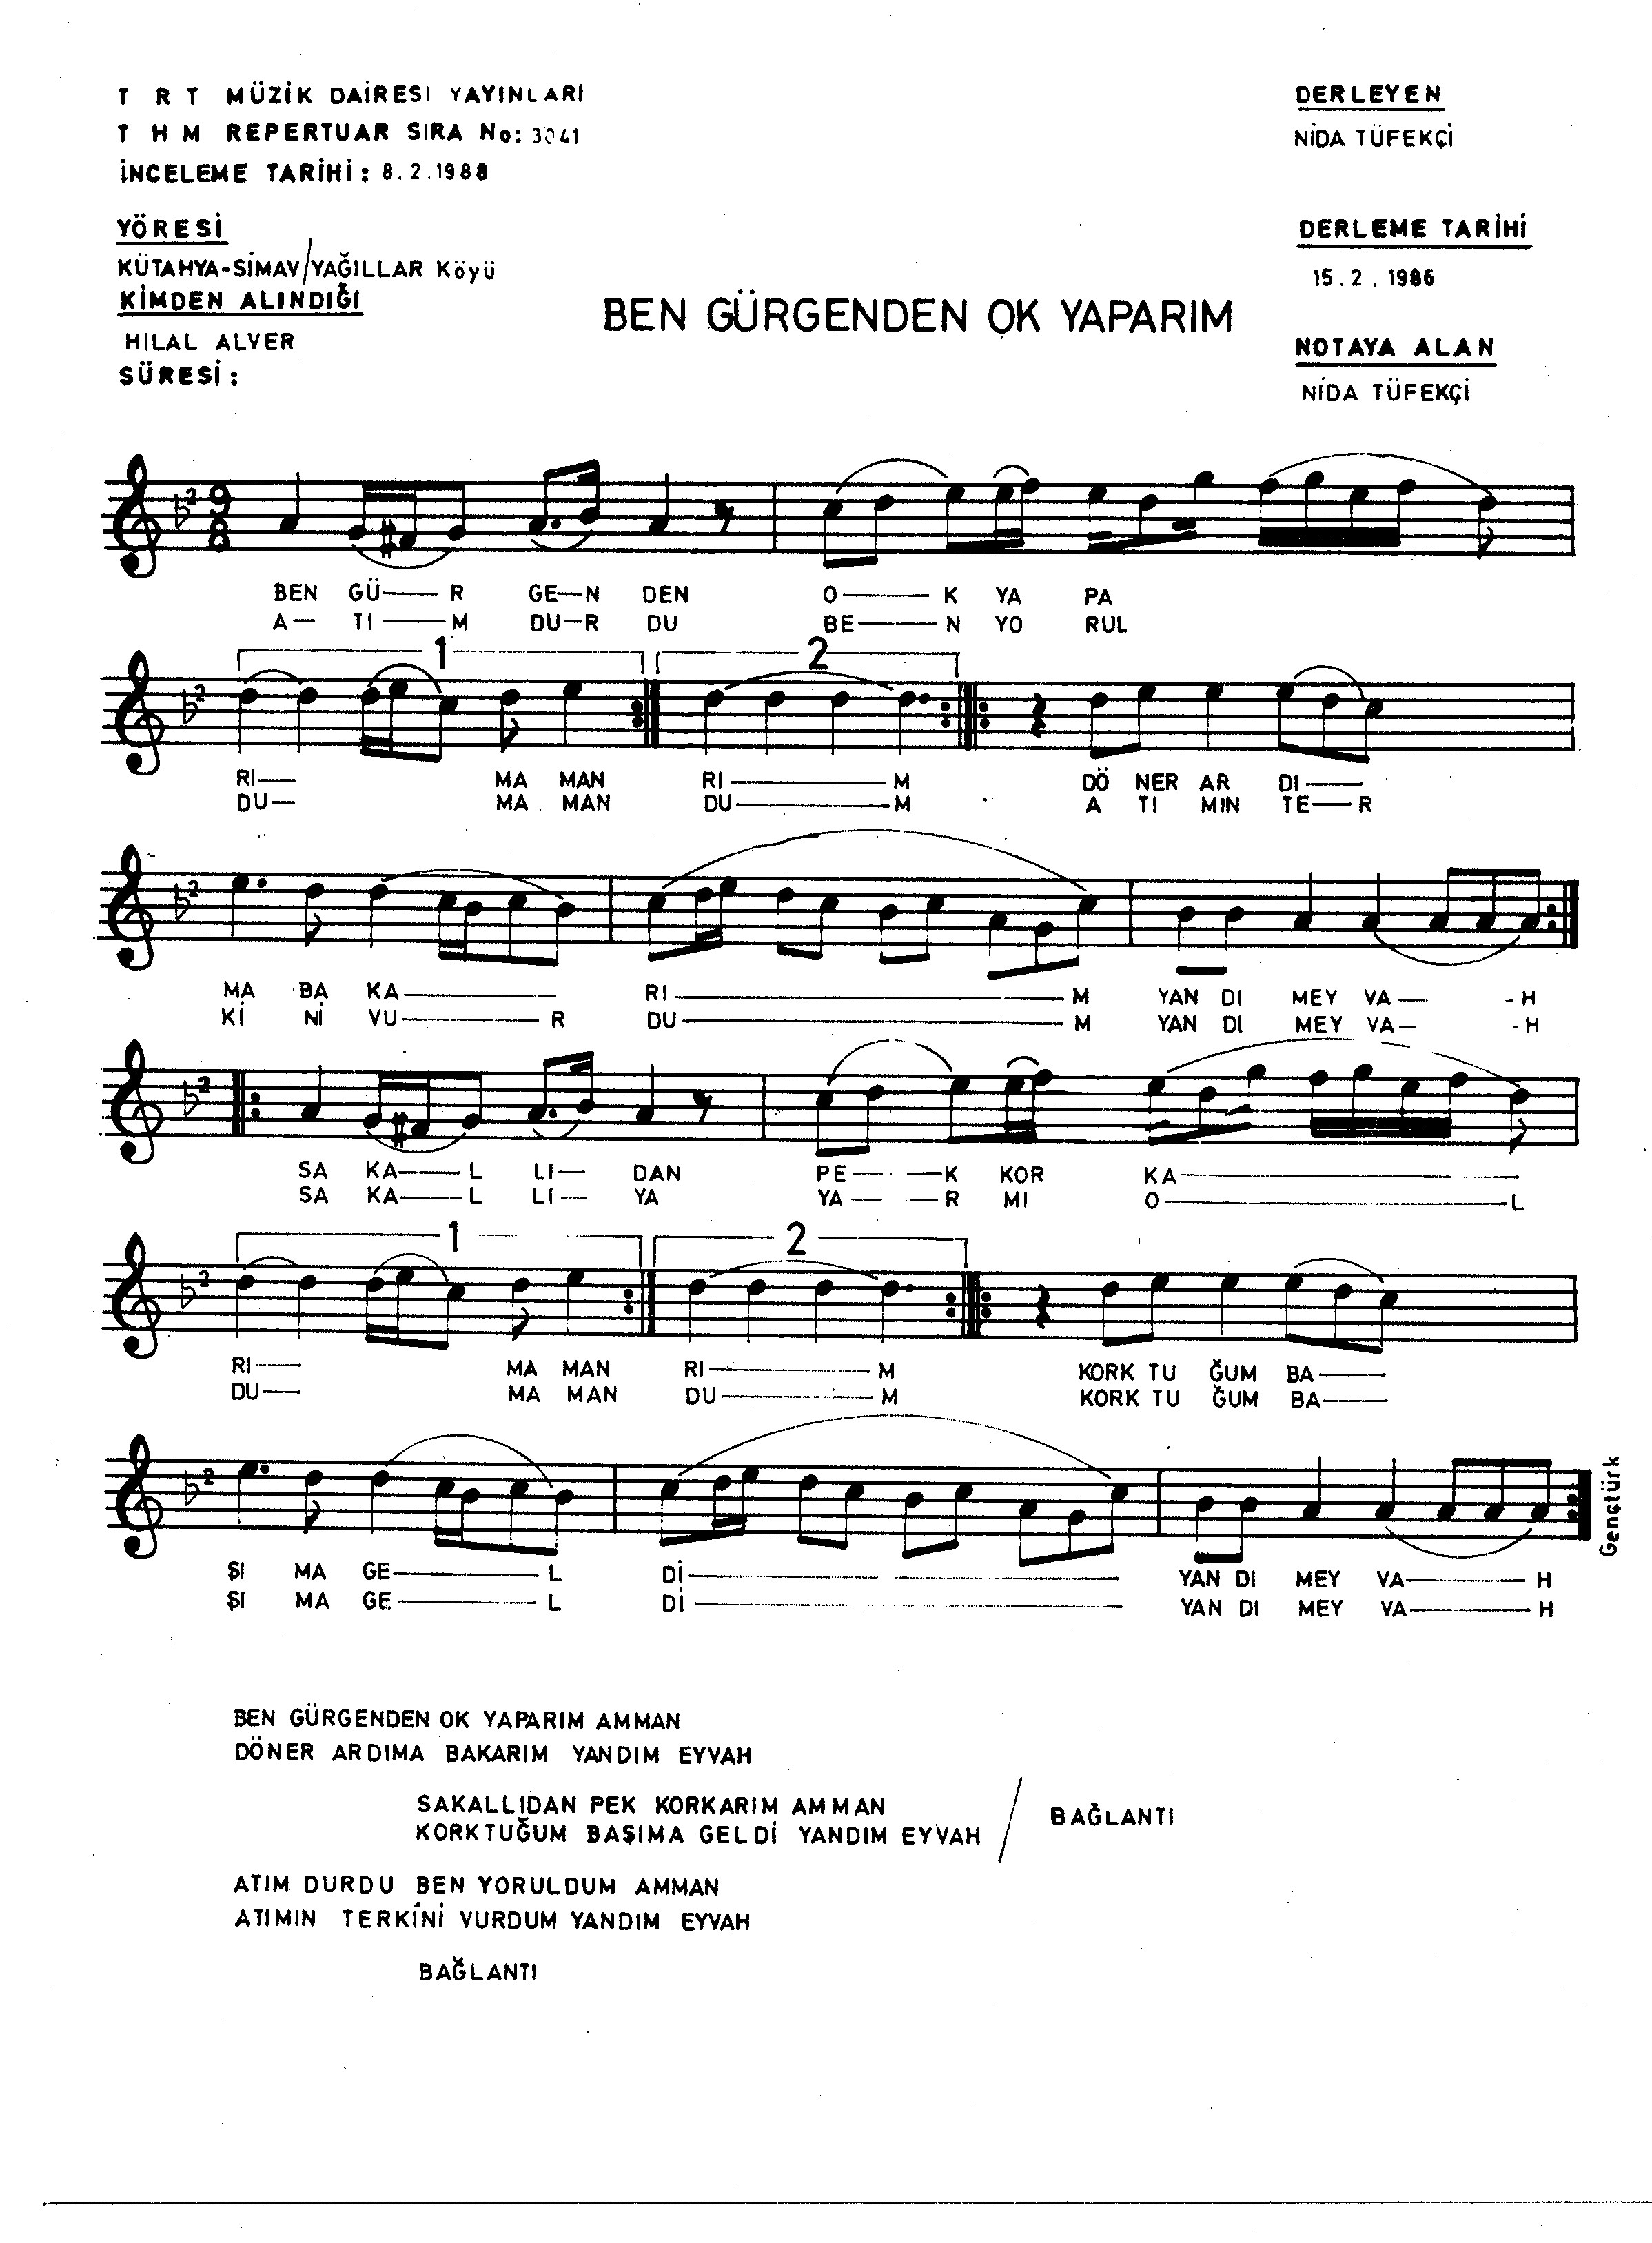 T R T MÜZİK DAİRESİ YAYINLARI
T H M REPERTUAR SIRA No: 3041
İNCELEME TARİHİ : 8.2.1988
DERLEYEN
NİDA TÜFEKÇİ
YÖRESİ
KÜTAHYA-SİMAV/YAĞILLAR Köyü
KİMDEN ALINDIĞI
HILAL ALVER
SÜRESİ :
BEN GÜRGENDEN OK YAPARIM
DERLEME TARİHİ
15.2.1986
NOTAYA ALAN
NİDA TÜFEKÇİ
2 9 8
BEN GÜ—— R GE—N DEN O—— K YA PA
A— TI —— M DU—R DU BE—— N YO RUL
1 2
2
RI— MA MAN RI —— M DÖ NER AR DI ——
DU— MA MAN DU —— M A TI MIN TE— R
2
MA BA KA —— RI —— M YAN DI MEY VA — - H
Kİ Nİ VU —— R DU —— M YAN DI MEY VA — - H
2
SA KA—— L LI— DAN PE — — K KOR KA ——
SA KA—— L LI— YA YA — — R MI O —— L
1 2
2
RI— MA MAN RI —— M KORK TU ĞUM BA ——
DU— MA MAN DU —— M KORK TU ĞUM BA ——
2
ŞI MA GE —— L Dİ —— YAN DI MEY VA —— H
ŞI MA GE —— L Dİ —— YAN DI MEY VA —— H
Gençtürk
BEN GÜRGENDEN OK YAPARIM AMMAN
DÖNER ARDIMA BAKARIM YANDIM EYVAH
SAKALLIDAN PEK KORKARIM AMMAN
KORKTUĞUM BAŞIMA GELDİ YANDIM EYVAH / BAĞLANTI
ATIM DURDU BEN YORULDUM AMMAN
ATIMIN TERKİNİ VURDUM YANDIM EYVAH
BAĞLANTI